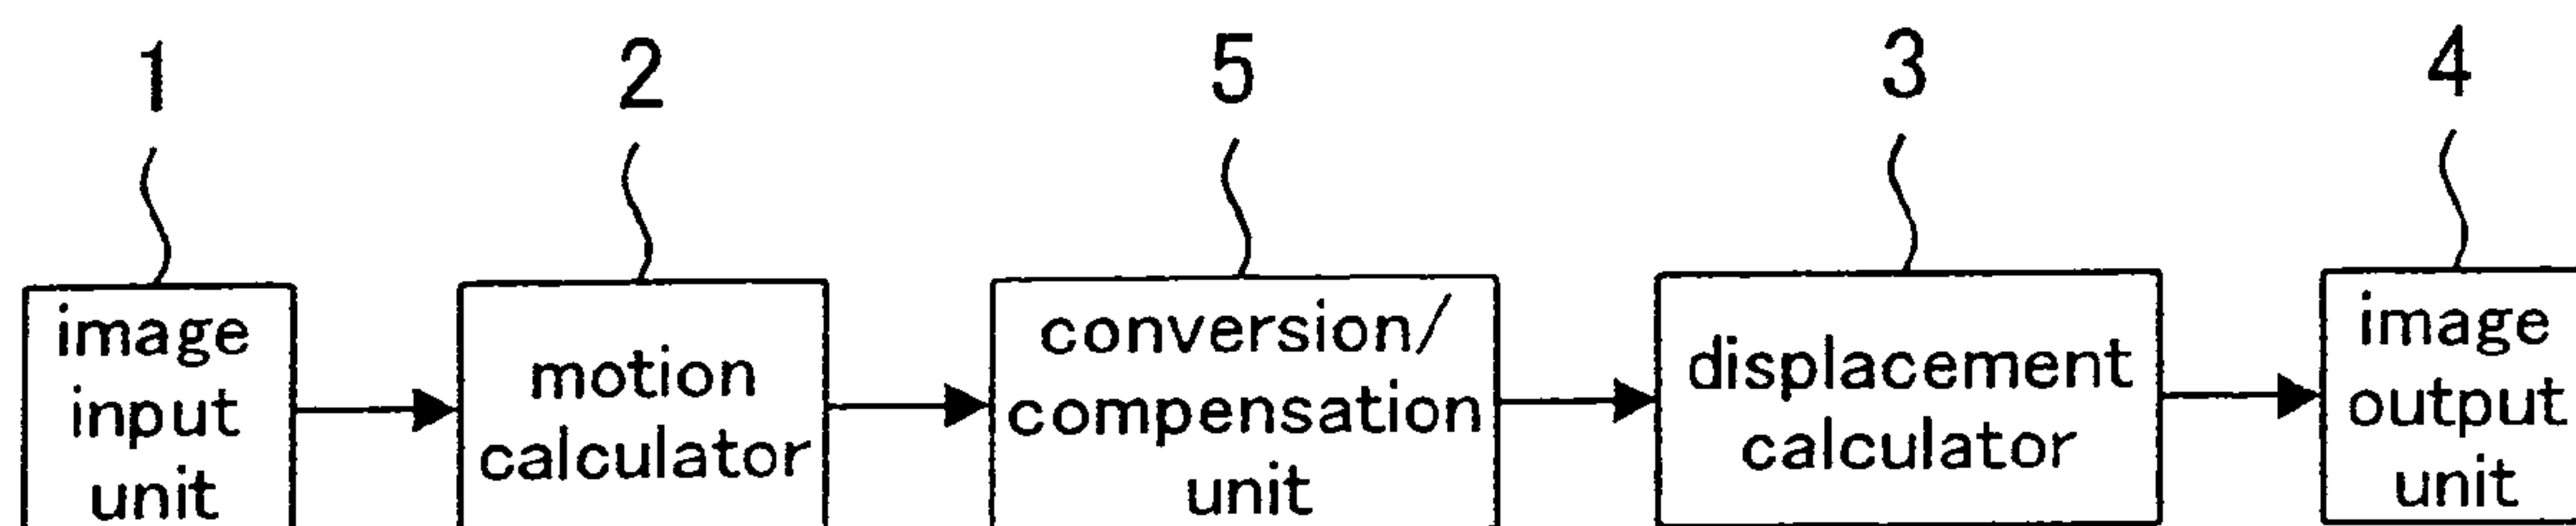 1 2 5 3 4
image
input
unit
motion
calculator
conversion/
compensation
unit
displacement
calculator
image
output
unit